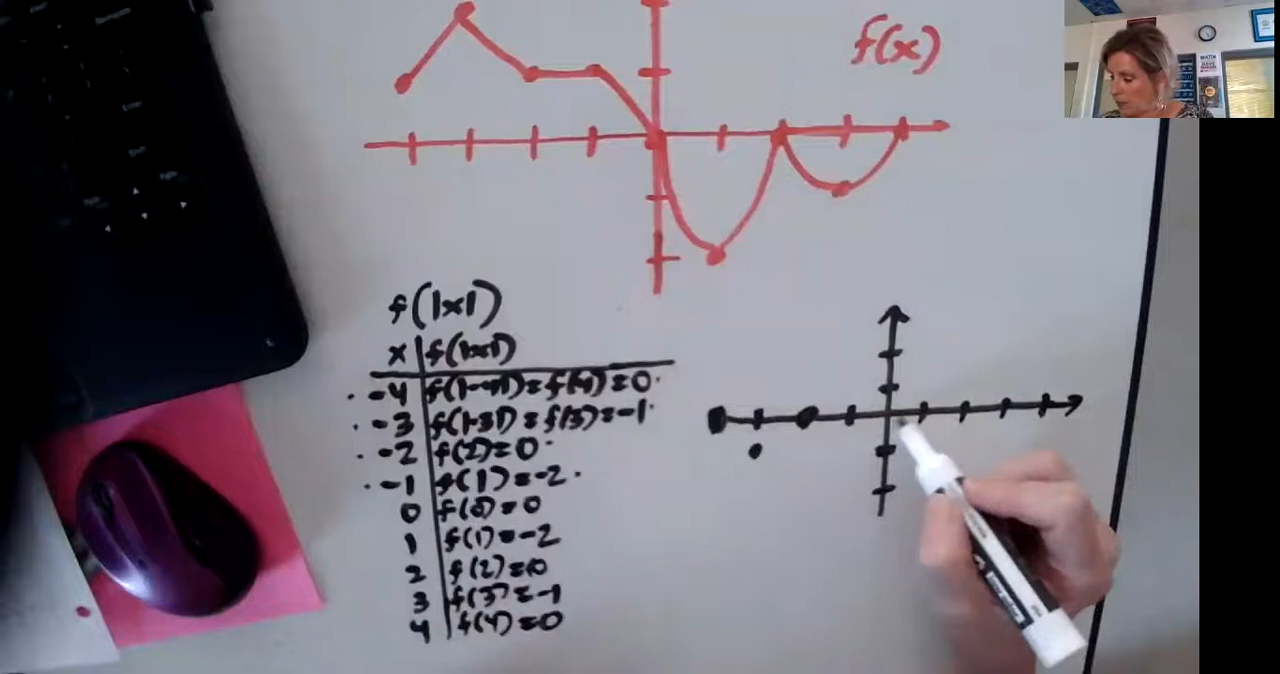 f(x)
f(|x|)
x f(|x|)
-4 f(|-4|)=f(4)=0
-3 f(|-3|)=f(3)=-1
-2 f(2)=0
-1 f(1)=-2
0 f(0)=0
1 f(1)=-2
2 f(2)=0
3 f(3)=-1
4 f(4)=0